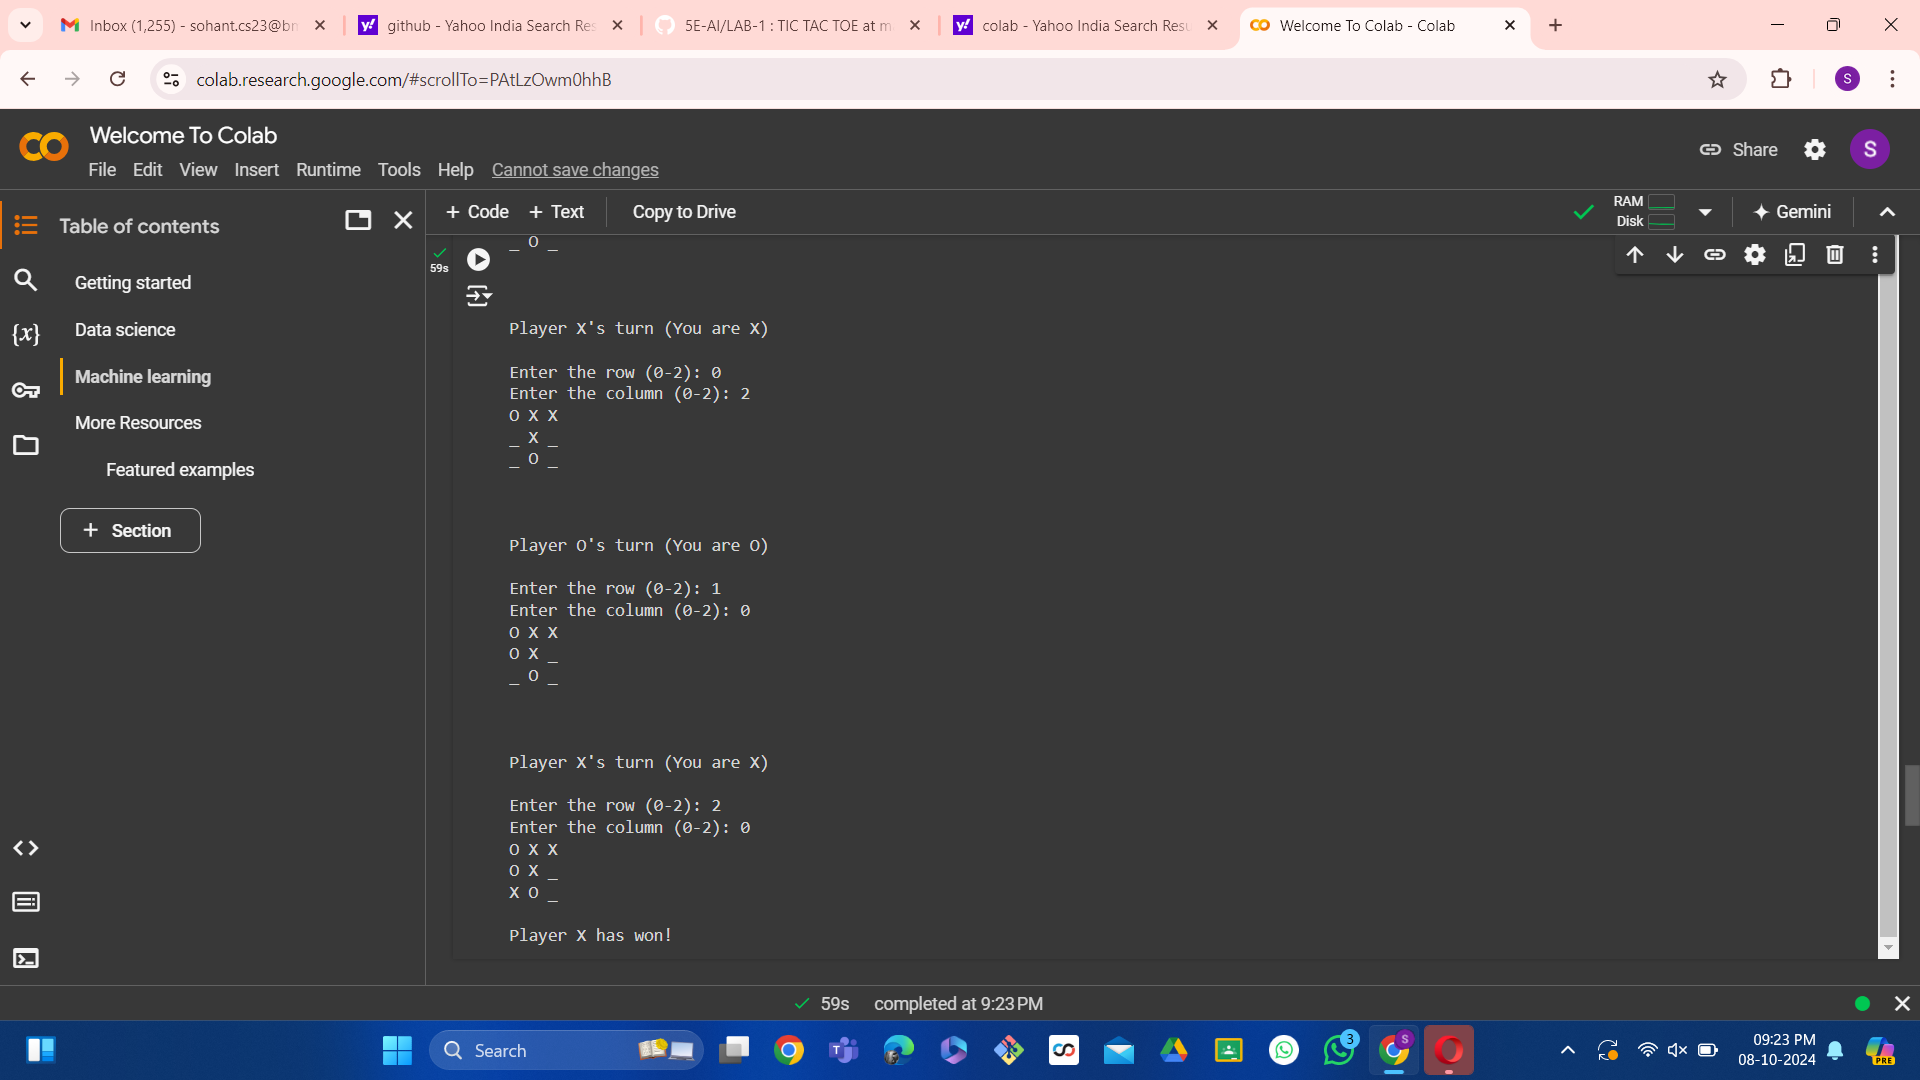 Inbox (1,255) - sohant.cs23@bm
github - Yahoo India Search Res
5E-AI/LAB-1 : TIC TAC TOE at m
colab - Yahoo India Search Resu
Welcome To Colab - Colab
colab.research.google.com/#scrollTo=PAtLzOwm0hhB
S
Welcome To Colab
File Edit View Insert Runtime Tools Help Cannot save changes
Share
S
Table of contents
+ Code + Text Copy to Drive
RAM
Disk
Gemini
Getting started
Data science
Machine learning
More Resources
Featured examples
+ Section
{x}
59s
_ O _
Player X's turn (You are X)
Enter the row (0-2): 0
Enter the column (0-2): 2
O X X
_ X _
_ O _
Player O's turn (You are O)
Enter the row (0-2): 1
Enter the column (0-2): 0
O X X
O X _
_ O _
Player X's turn (You are X)
Enter the row (0-2): 2
Enter the column (0-2): 0
O X X
O X _
X O _
Player X has won!
59s completed at 9:23 PM
Search
3
S
09:23 PM
08-10-2024
PRE